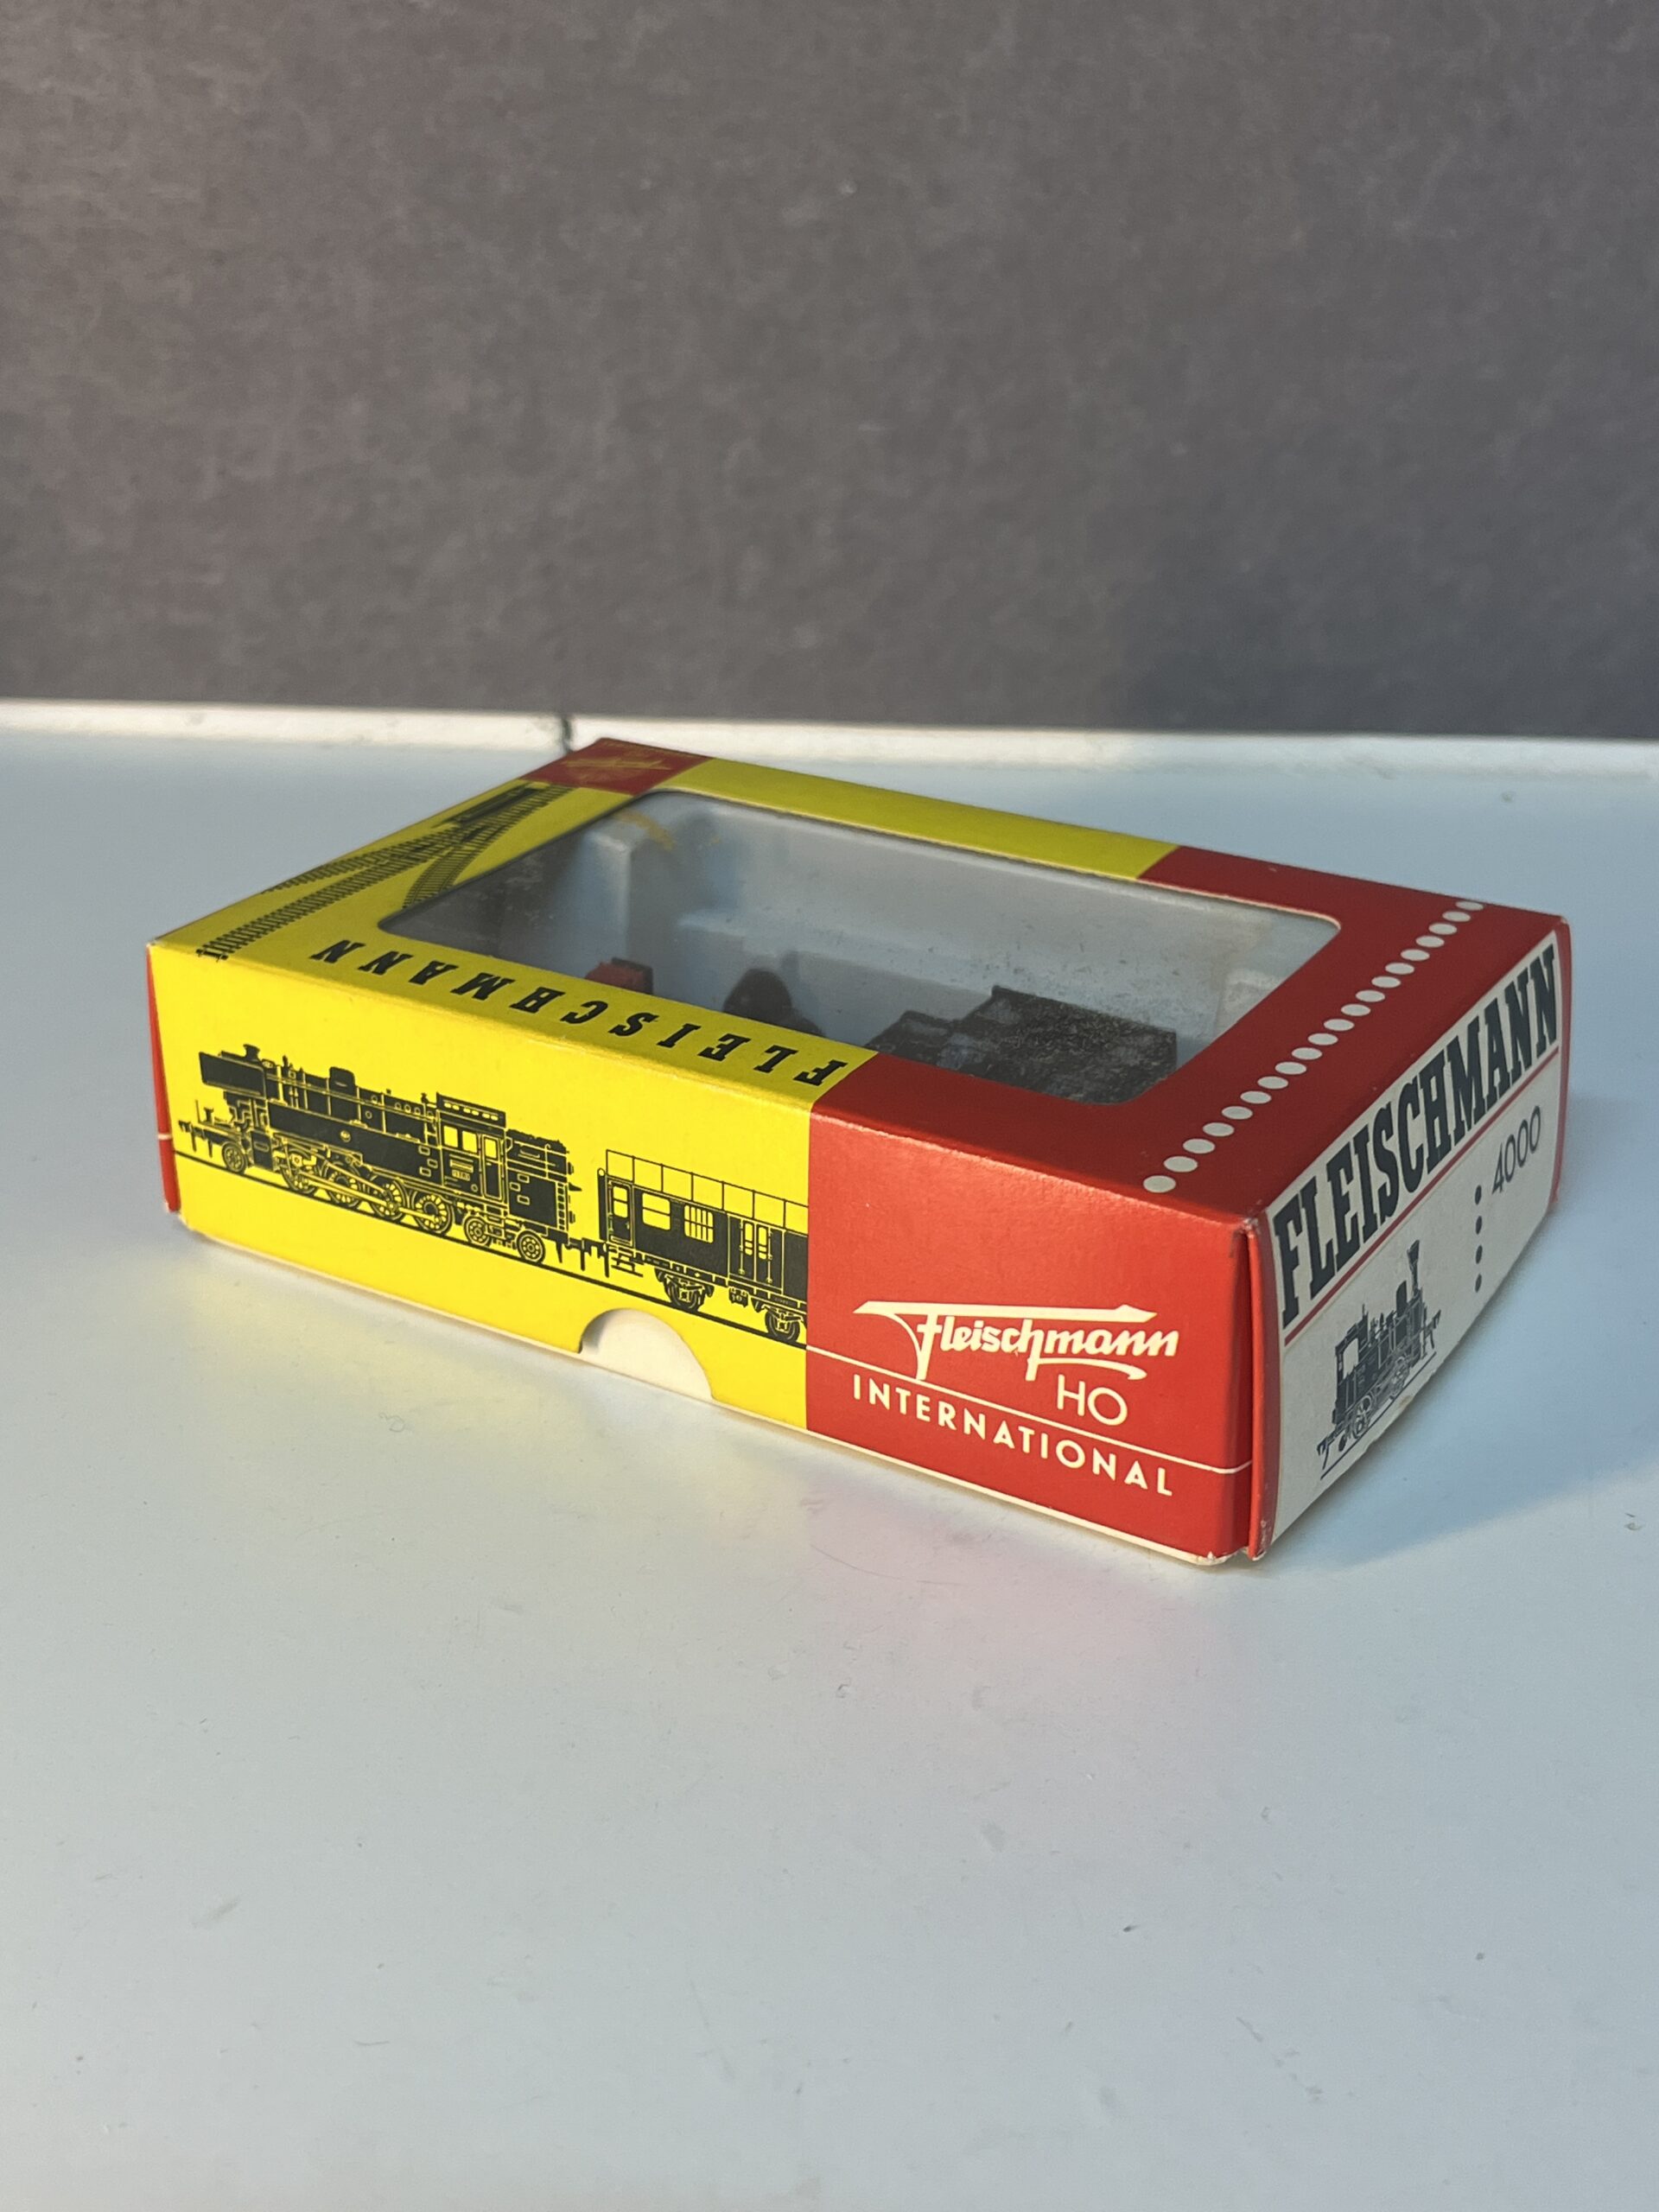 FLEISCHMANN
Fleischmann
HO
INTERNATIONAL
FLEISCHMANN
4000